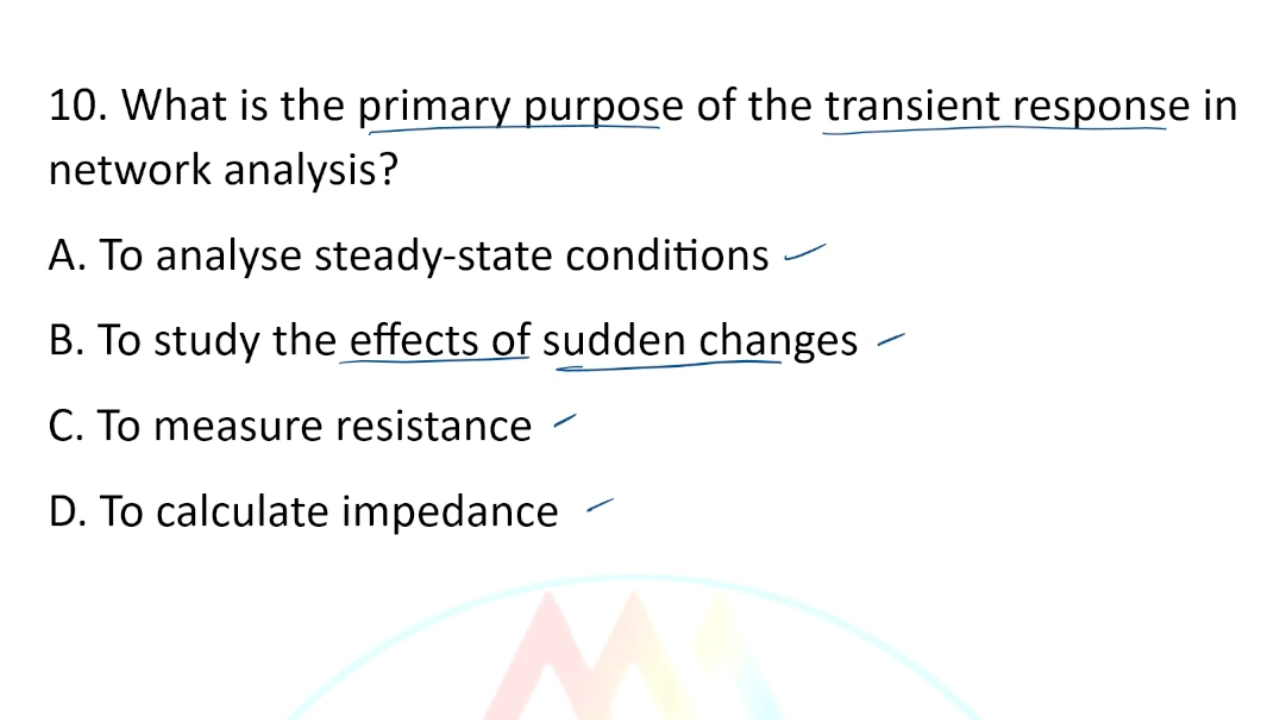 10. What is the primary purpose of the transient response in
network analysis?
A. To analyse steady-state conditions
B. To study the effects of sudden changes
C. To measure resistance
D. To calculate impedance